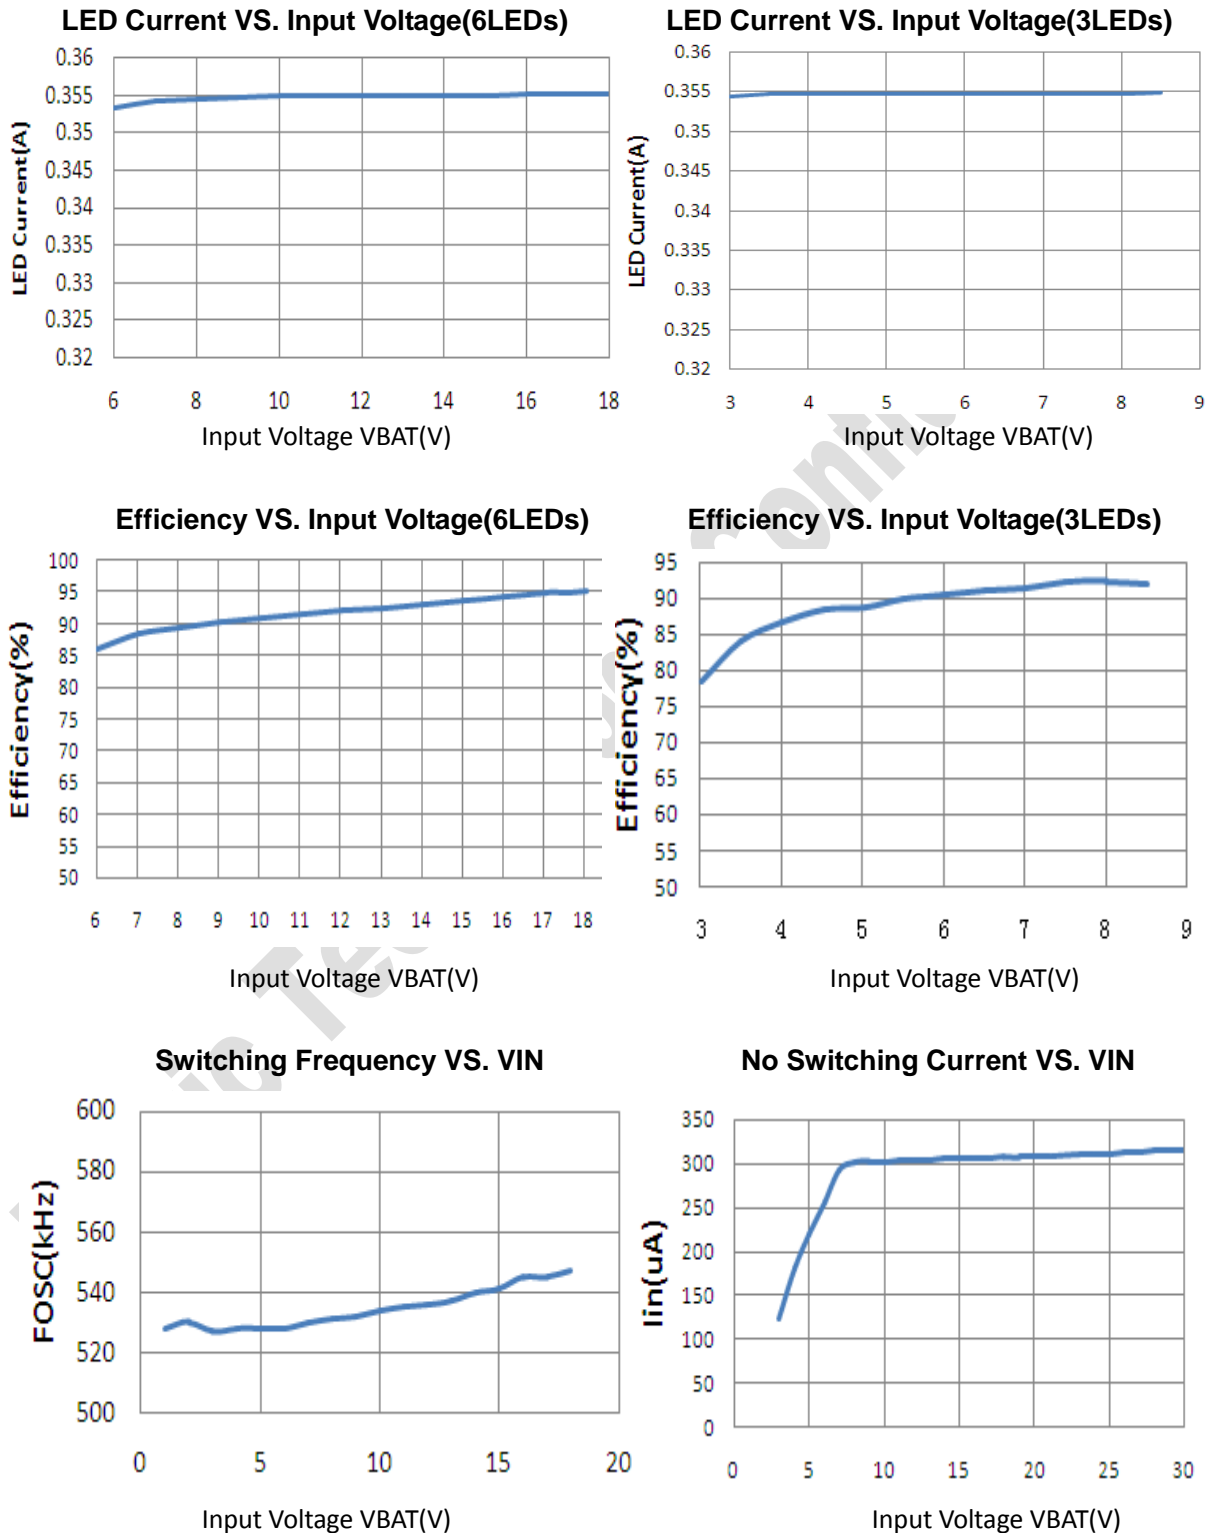 LED Current VS. Input Voltage(6LEDs)
0.36
0.355
0.35
0.345
0.34
0.335
0.33
0.325
0.32
LED Current(A)
6 8 10 12 14 16 18
Input Voltage VBAT(V)
LED Current VS. Input Voltage(3LEDs)
0.36
0.355
0.35
0.345
0.34
0.335
0.33
0.325
0.32
LED Current(A)
3 4 5 6 7 8 9
Input Voltage VBAT(V)
Efficiency VS. Input Voltage(6LEDs)
100
95
90
85
80
75
70
65
60
55
50
Efficiency(%)
6 7 8 9 10 11 12 13 14 15 16 17 18
Input Voltage VBAT(V)
Efficiency VS. Input Voltage(3LEDs)
95
90
85
80
75
70
65
60
55
50
Efficiency(%)
3 4 5 6 7 8 9
Input Voltage VBAT(V)
Switching Frequency VS. VIN
600
580
560
540
520
500
FOSC(kHz)
0 5 10 15 20
Input Voltage VBAT(V)
No Switching Current VS. VIN
350
300
250
200
150
100
50
0
Iin(uA)
0 5 10 15 20 25 30
Input Voltage VBAT(V)